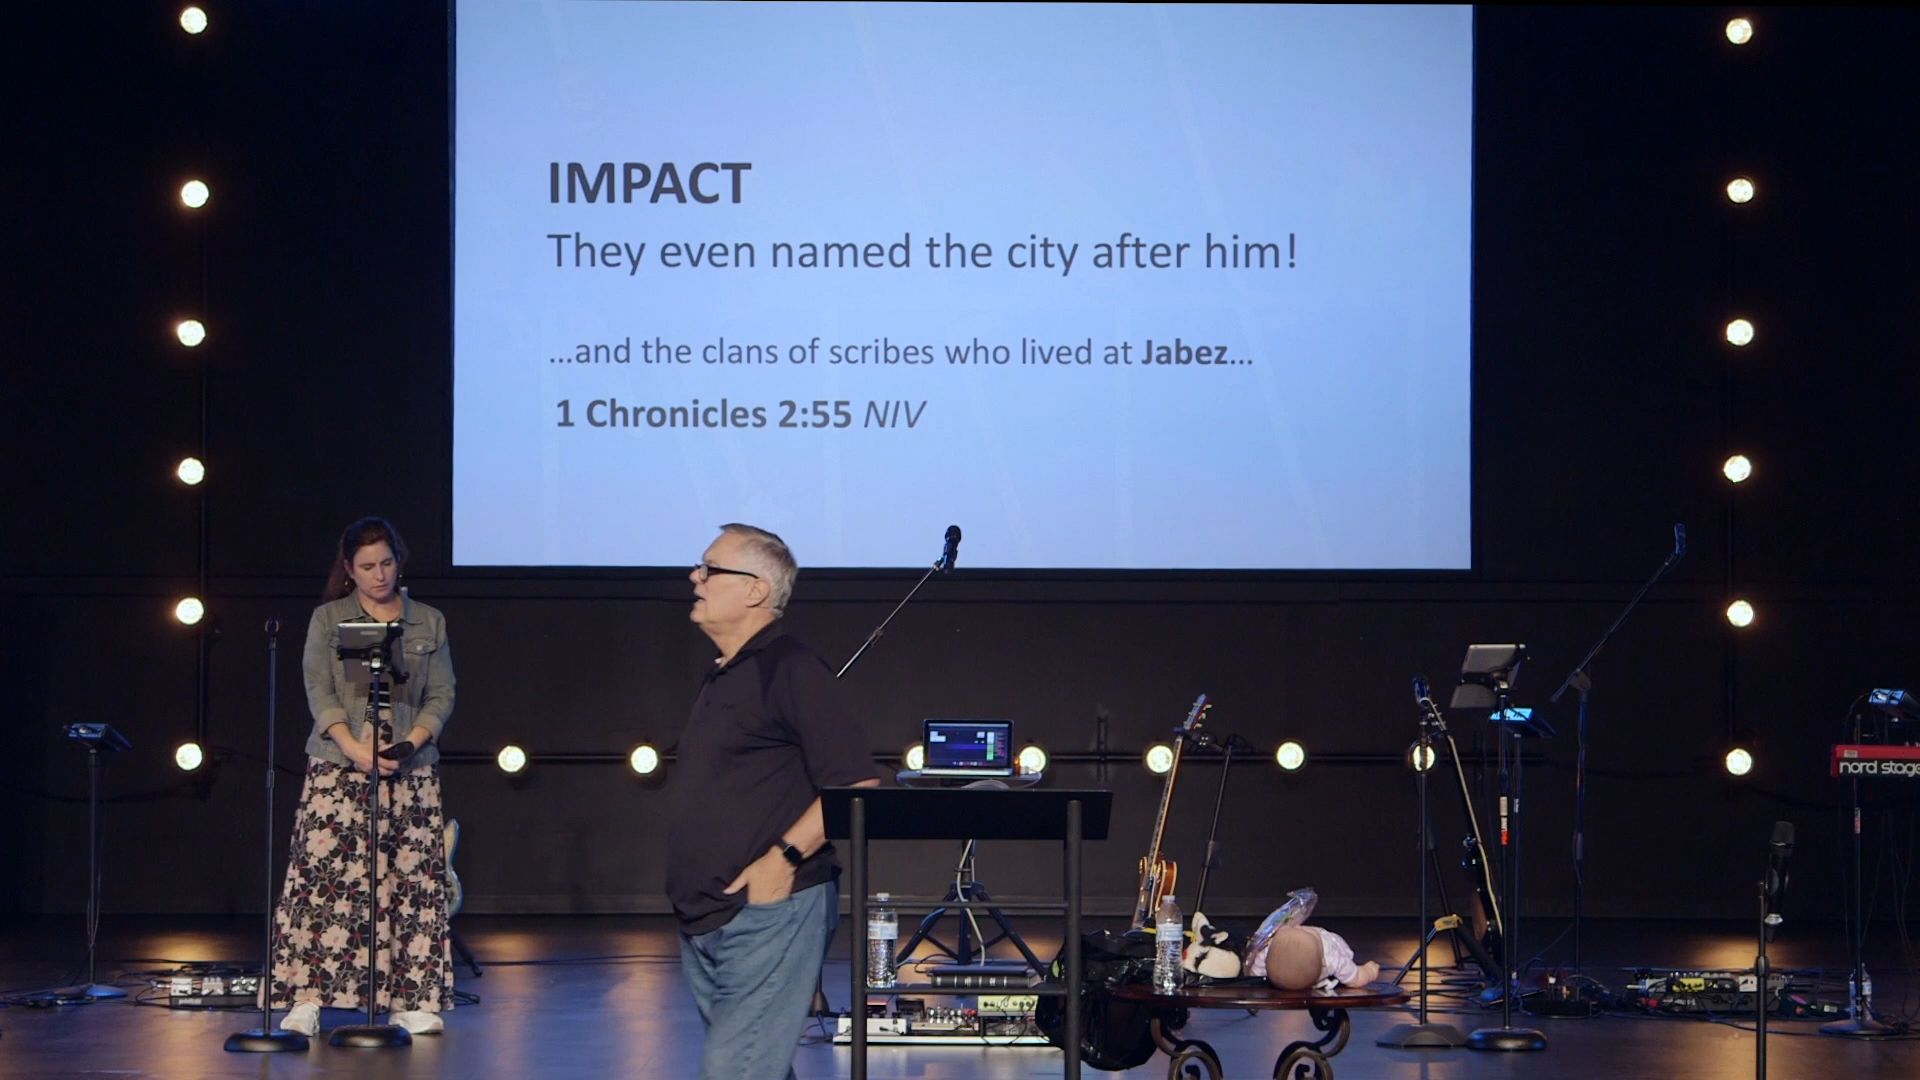 IMPACT
They even named the city after him!
...and the clans of scribes who lived at Jabez...
1 Chronicles 2:55 NIV
nord stage